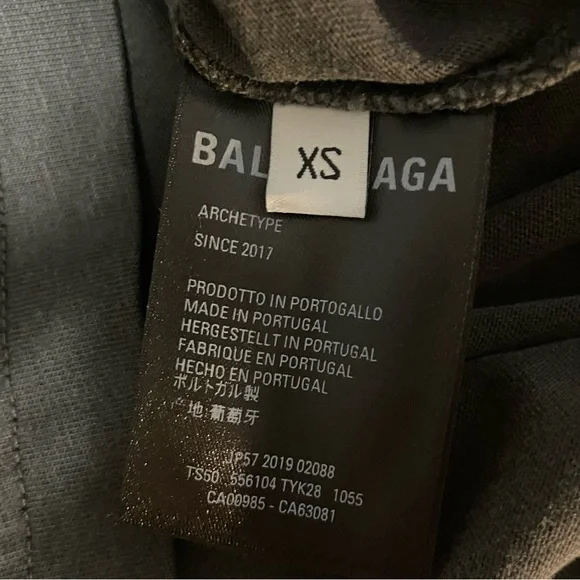 BAL AGA
XS
ARCHETYPE
SINCE 2017
PRODOTTO IN PORTOGALLO
MADE IN PORTUGAL
HERGESTELLT IN PORTUGAL
FABRIQUE EN PORTUGAL
HECHO EN PORTUGAL
ポルトガル製
地 葡萄牙
JP57 2019 02088
TS50 556104 TYK28 1055
CA00985 - CA63081